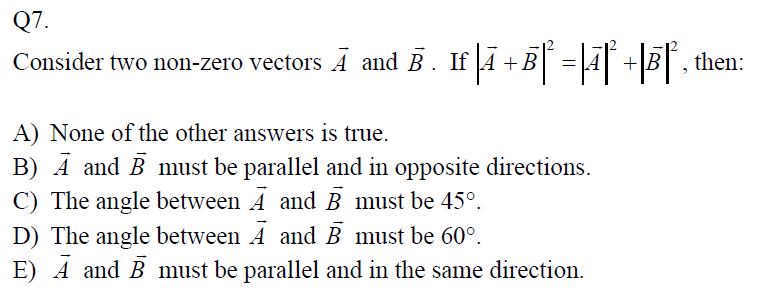 Q7.
Consider two non-zero vectors $\vec{A}$ and $\vec{B}$. If $\left|\vec{A}+\vec{B}\right|^2=\left|\vec{A}\right|^2+\left|\vec{B}\right|^2$, then:
A) None of the other answers is true.
B) $\vec{A}$ and $\vec{B}$ must be parallel and in opposite directions.
C) The angle between $\vec{A}$ and $\vec{B}$ must be 45°.
D) The angle between $\vec{A}$ and $\vec{B}$ must be 60°.
E) $\vec{A}$ and $\vec{B}$ must be parallel and in the same direction.